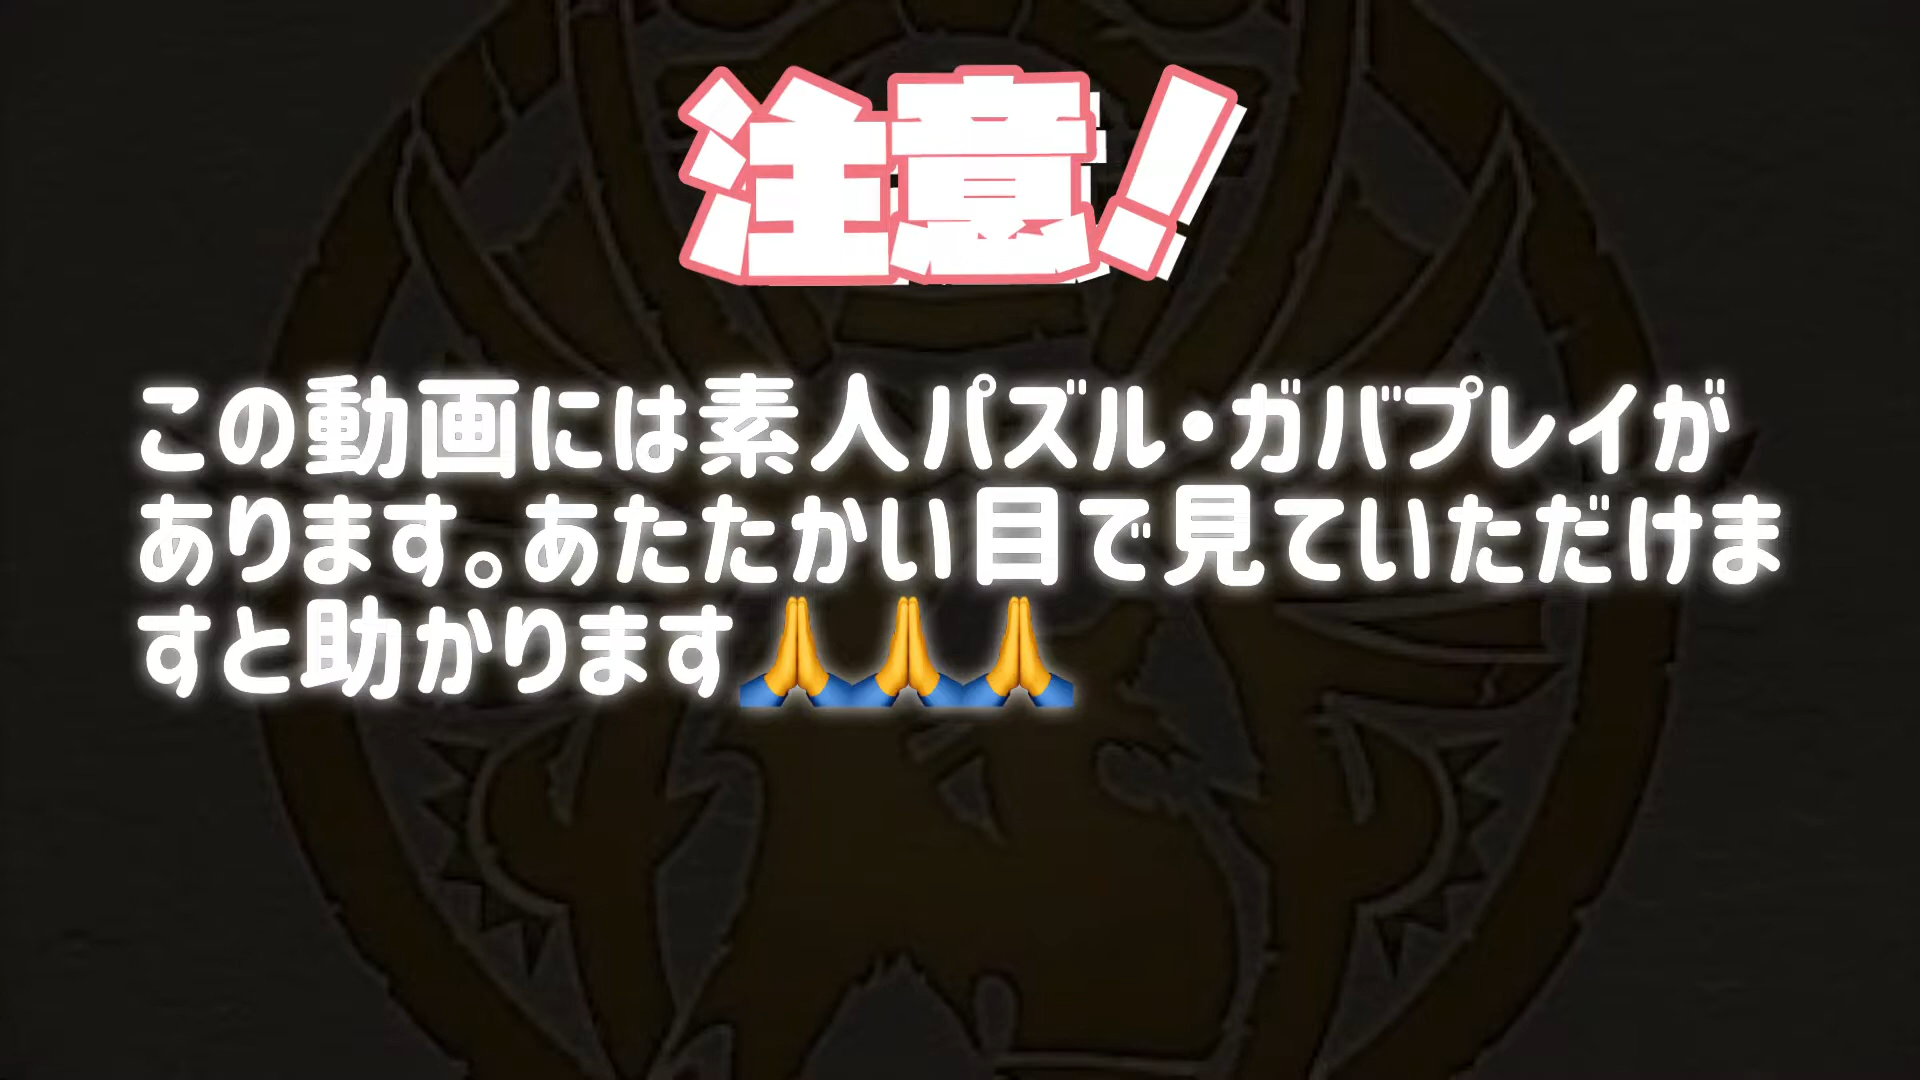 注意!
この動画には素人パズル・ガバプレイが
あります。あたたかい目で見ていただけま
すと助かります🙏🙏🙏